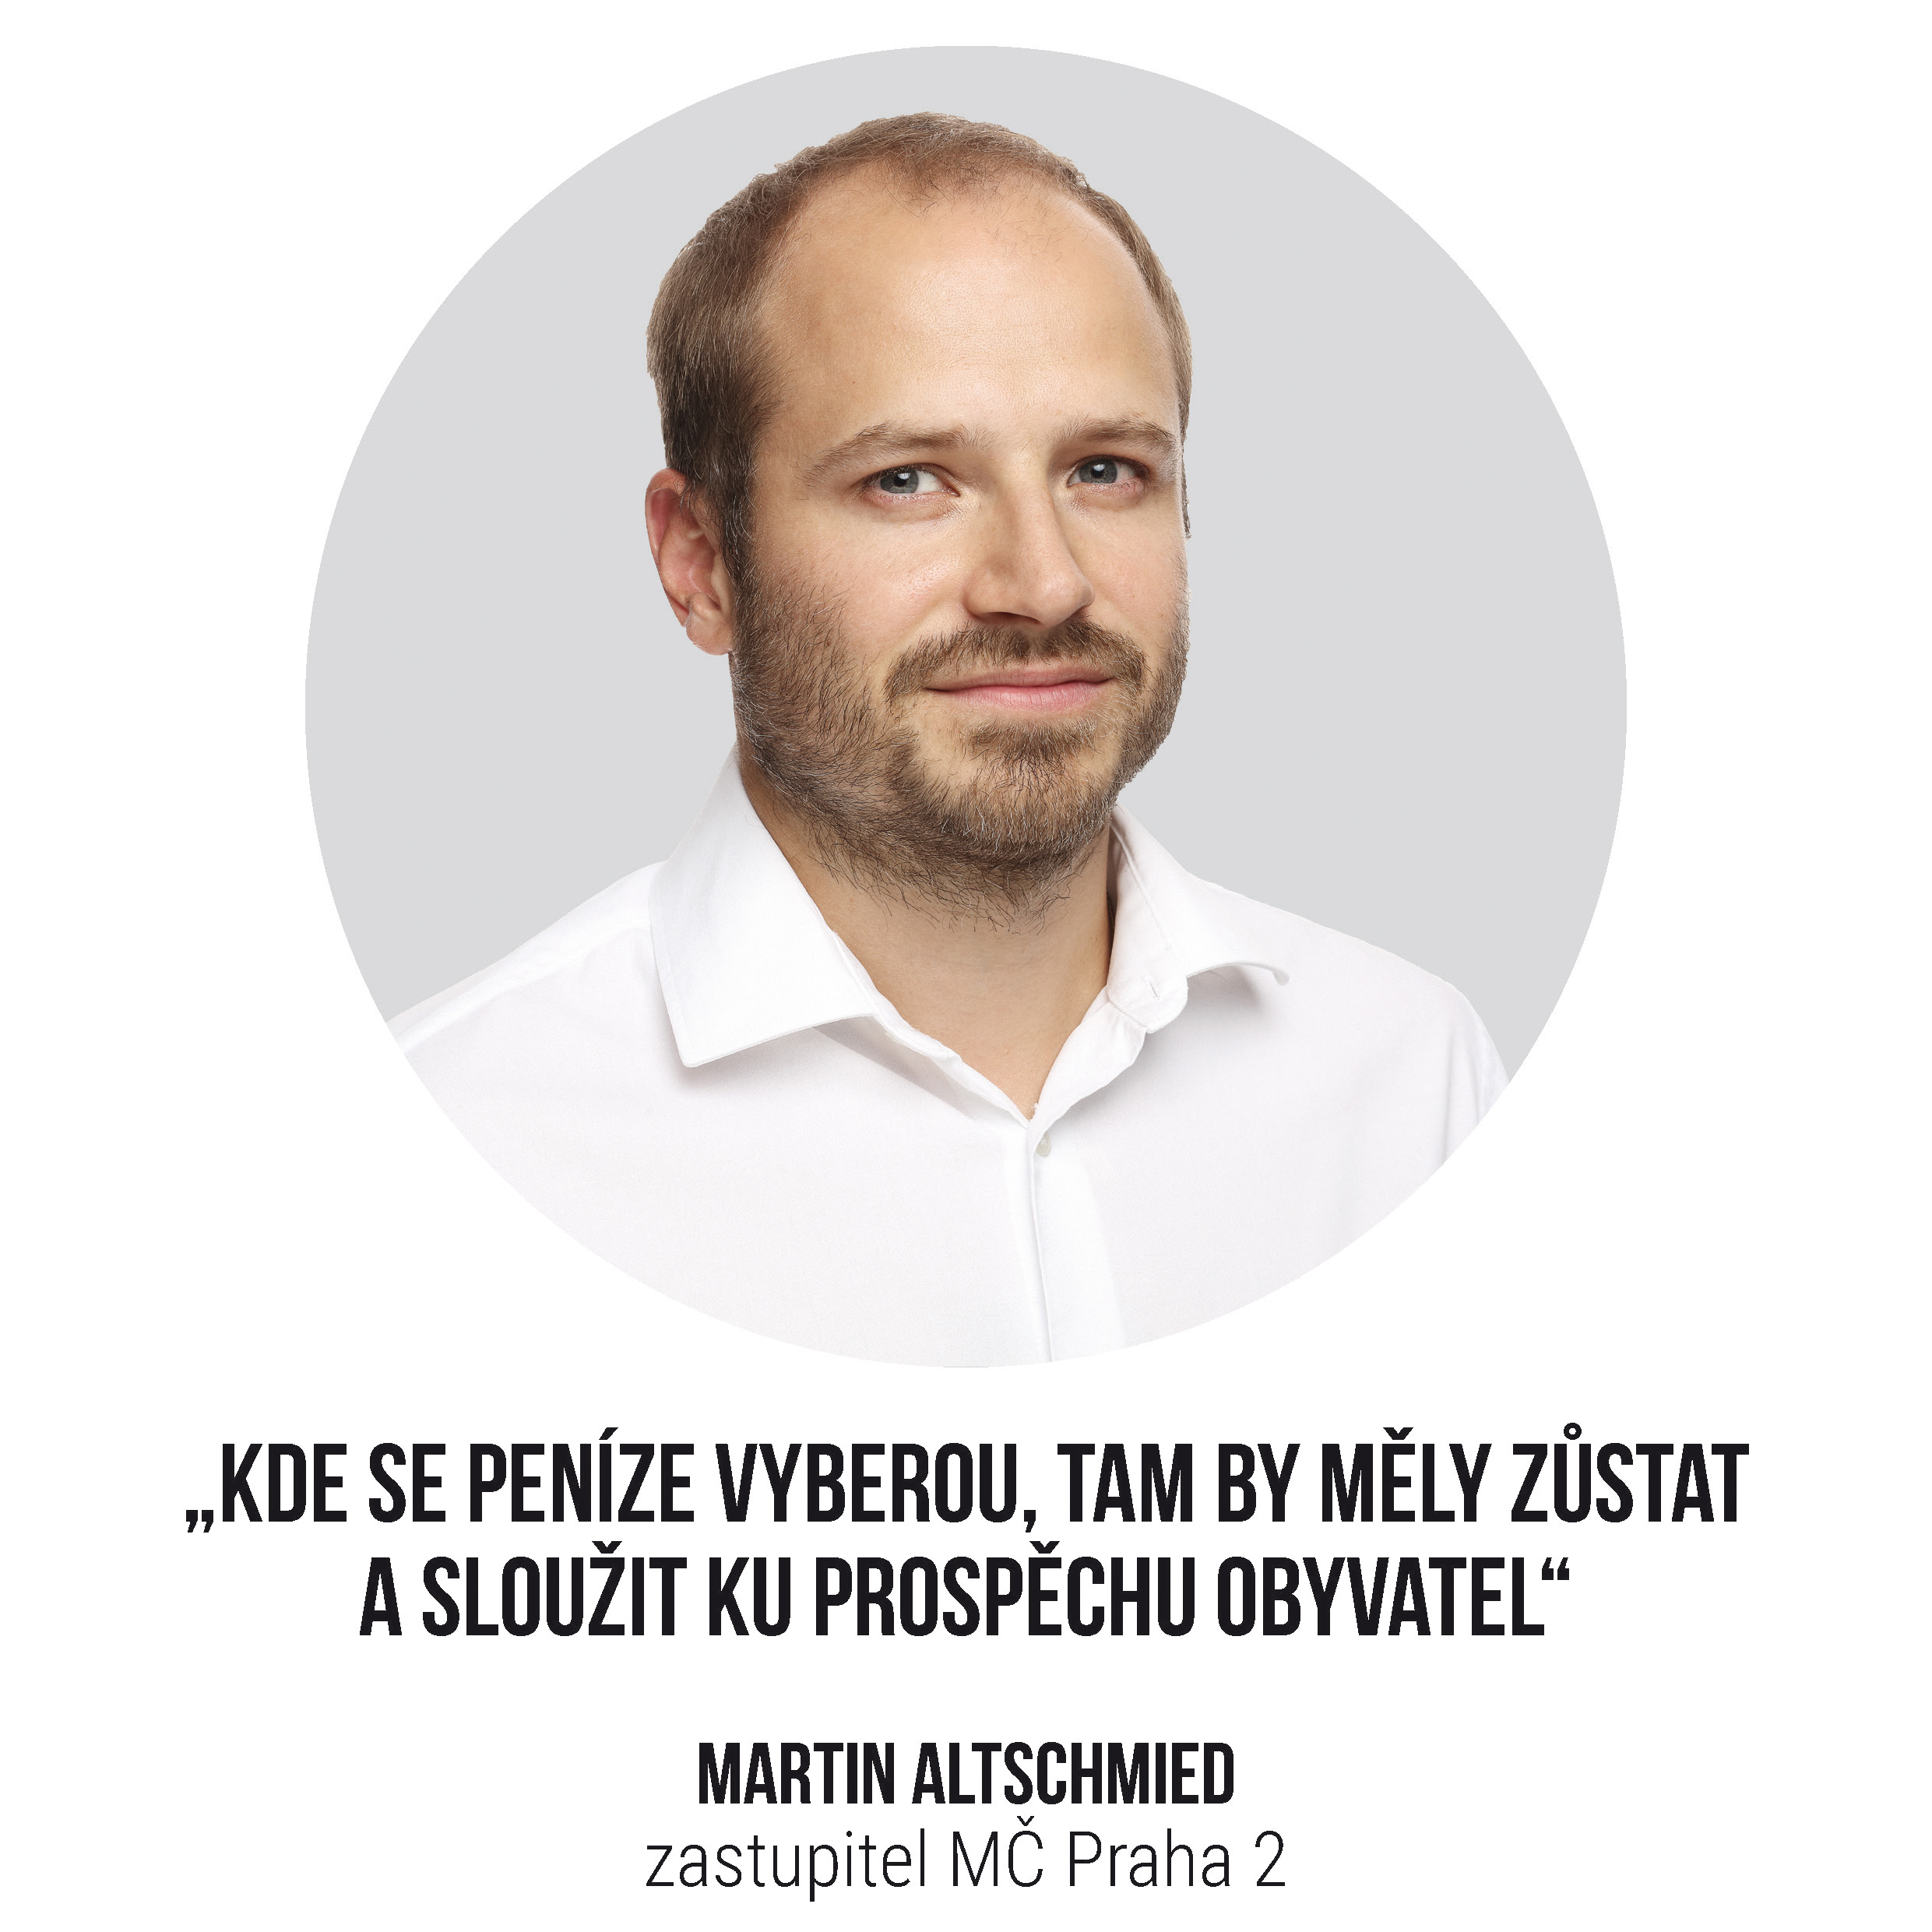 „KDE SE PENÍZE VYBEROU, TAM BY MĚLY ZŮSTAT
A SLOUŽIT KU PROSPĚCHU OBYVATEL“
MARTIN ALTSCHMIED
zastupitel MČ Praha 2